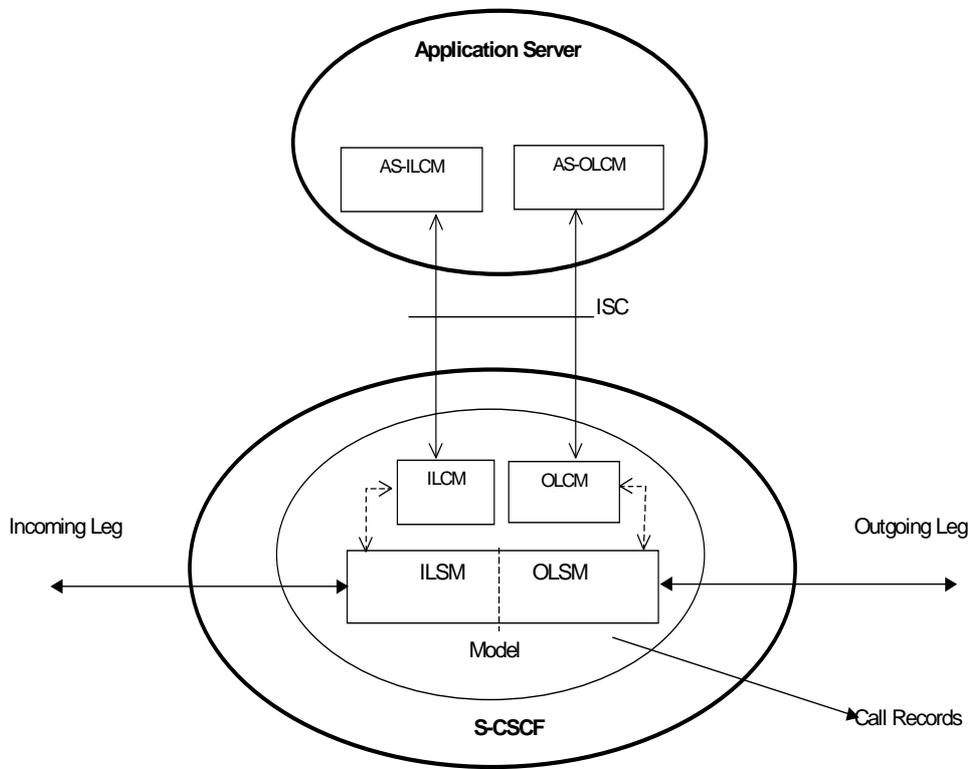 Application Server
AS-ILCM
AS-OLCM
ISC
ILCM
OLCM
Incoming Leg
Outgoing Leg
ILSM
OLSM
Model
Call Records
S-CSCF